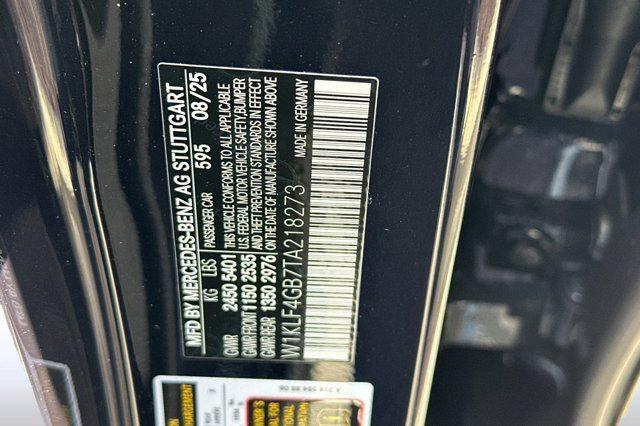 MFD BY MERCEDES-BENZ AG STUTTGART
PASSENGER CAR 595 08/25
KG LBS
GVWR 2450 5401
GWR FRONT 1150 2535
GWR REAR 1350 2976
THIS VEHICLE CONFORMS TO ALL APPLICABLE
U.S. FEDERAL MOTOR VEHICLE SAFETY, BUMPER
AND THEFT PREVENTION STANDARDS IN EFFECT
ON THE DATE OF MANUFACTURE SHOWN ABOVE
MADE IN GERMANY
W1KLF4GB7TA218273